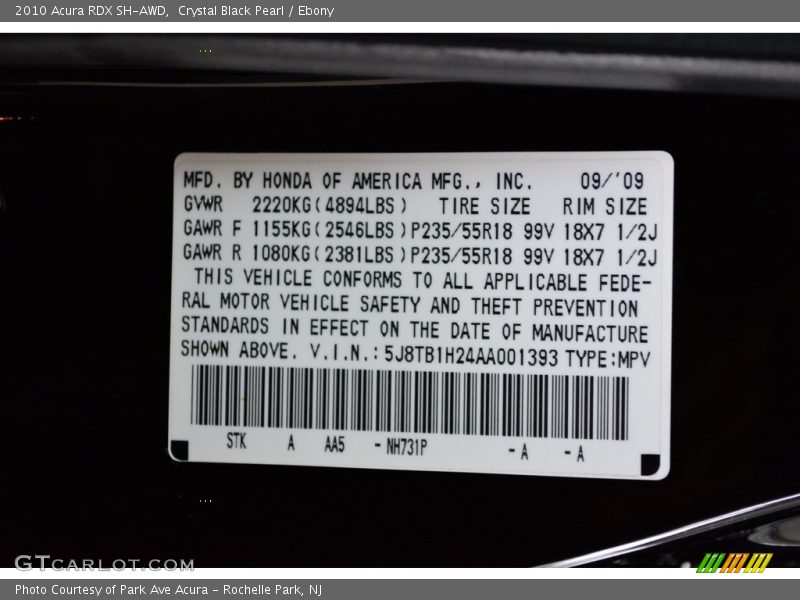 2010 Acura RDX SH-AWD,  Crystal Black Pearl / Ebony
MFD. BY HONDA OF AMERICA MFG., INC. 09/'09
GVWR 2220KG(4894LBS) TIRE SIZE RIM SIZE
GAWR F 1155KG(2546LBS)P235/55R18 99V 18X7 1/2J
GAWR R 1080KG(2381LBS)P235/55R18 99V 18X7 1/2J
THIS VEHICLE CONFORMS TO ALL APPLICABLE FEDE-
RAL MOTOR VEHICLE SAFETY AND THEFT PREVENTION
STANDARDS IN EFFECT ON THE DATE OF MANUFACTURE
SHOWN ABOVE. V.I.N.:5J8TB1H24AA001393 TYPE:MPV
STK A AA5 -NH731P -A -A
GTCARLOT.COM
Photo Courtesy of Park Ave Acura - Rochelle Park, NJ